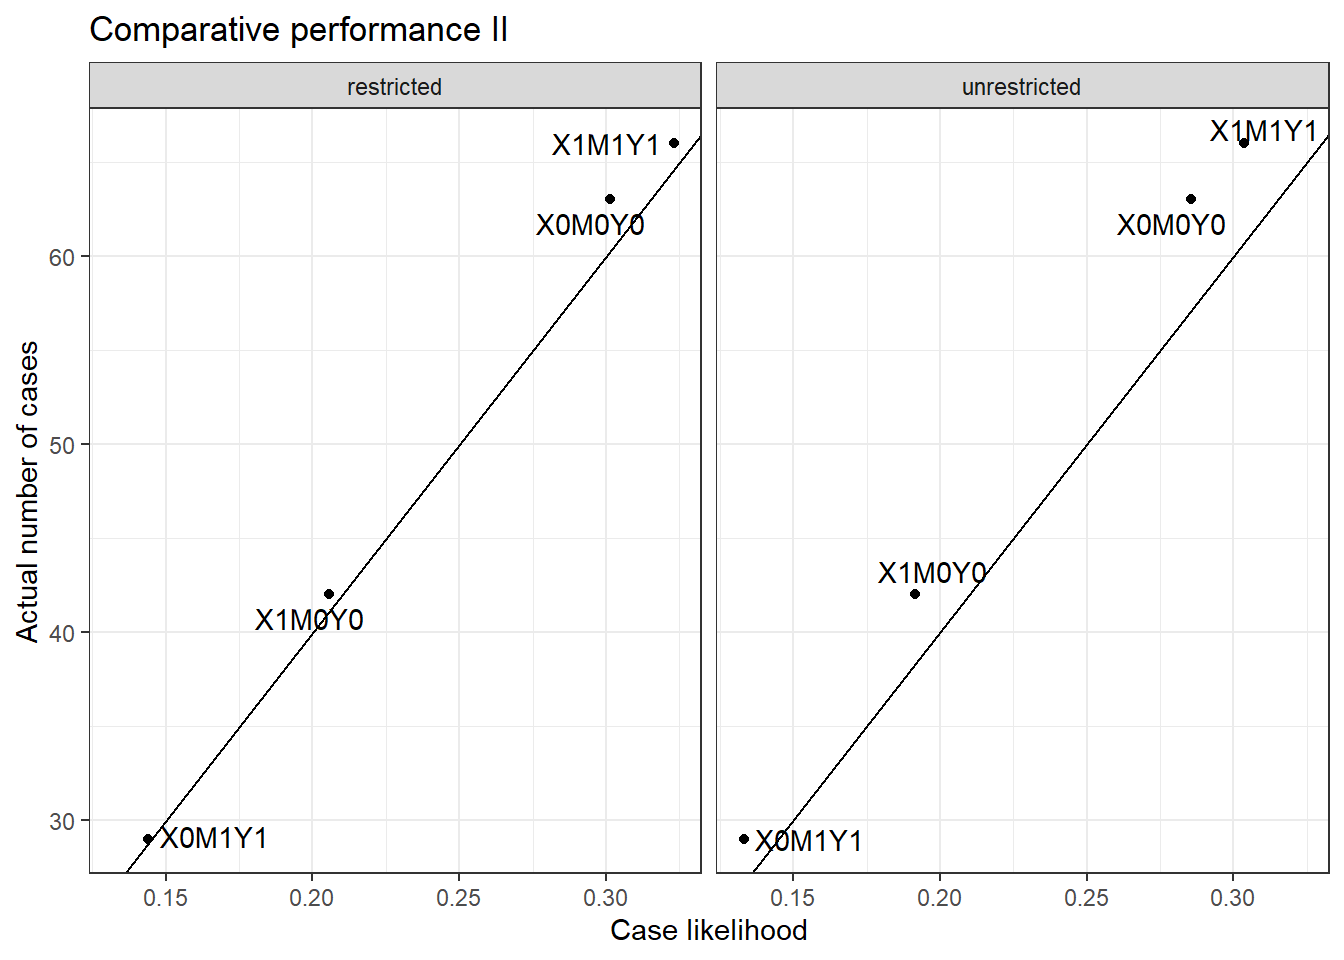 Comparative performance II
restricted
unrestricted
Actual number of cases
60
50
40
30
X1M1Y1
X0M0Y0
X1M0Y0
X0M1Y1
X1M1Y1
X0M0Y0
X1M0Y0
X0M1Y1
0.15 0.20 0.25 0.30
0.15 0.20 0.25 0.30
Case likelihood